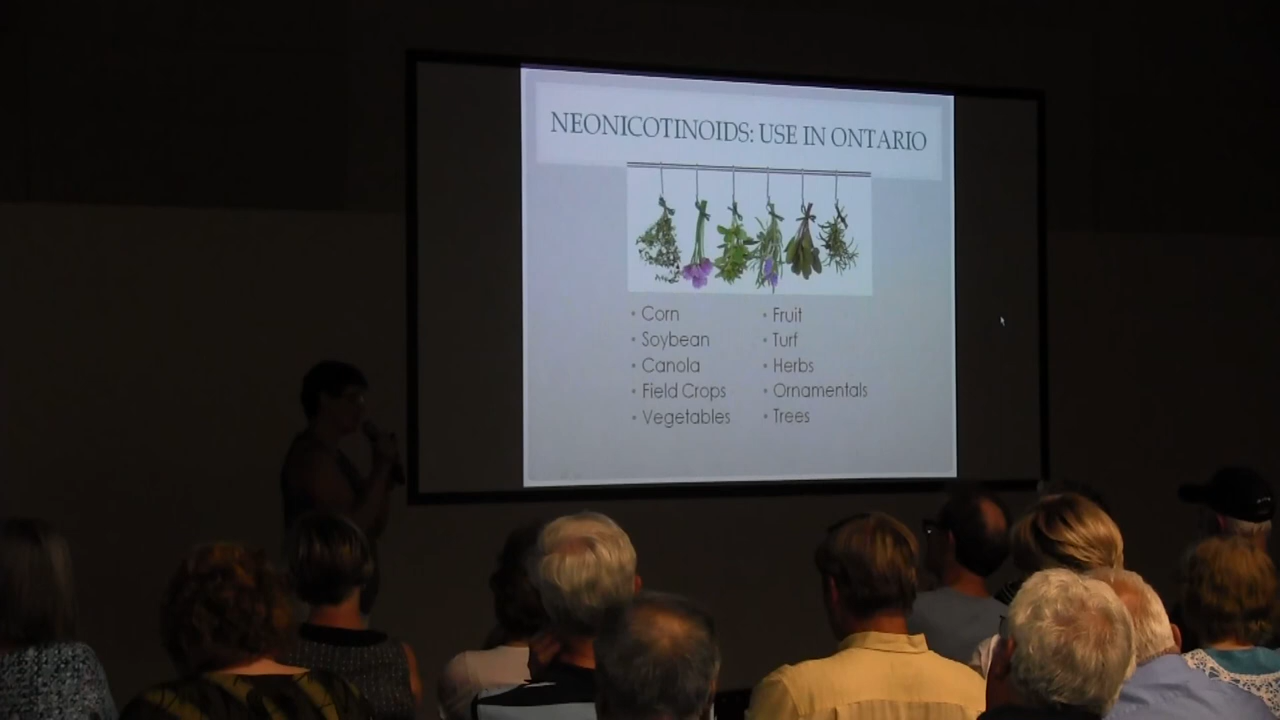 NEONICOTINOIDS: USE IN ONTARIO
• Corn
• Soybean
• Canola
• Field Crops
• Vegetables
• Fruit
• Turf
• Herbs
• Ornamentals
• Trees